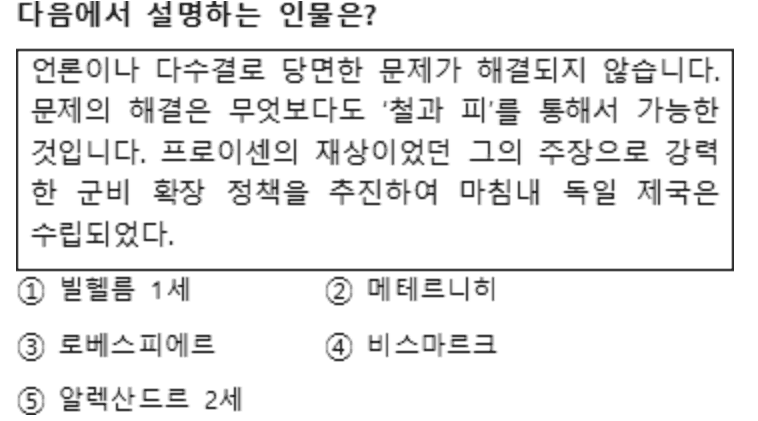 다음에서 설명하는 인물은?
언론이나 다수결로 당면한 문제가 해결되지 않습니다.
문제의 해결은 무엇보다도 '철과 피'를 통해서 가능한
것입니다. 프로이센의 재상이었던 그의 주장으로 강력
한 군비 확장 정책을 추진하여 마침내 독일 제국은
수립되었다.
① 빌헬름 1세 ② 메테르니히
③ 로베스피에르 ④ 비스마르크
⑤ 알렉산드르 2세